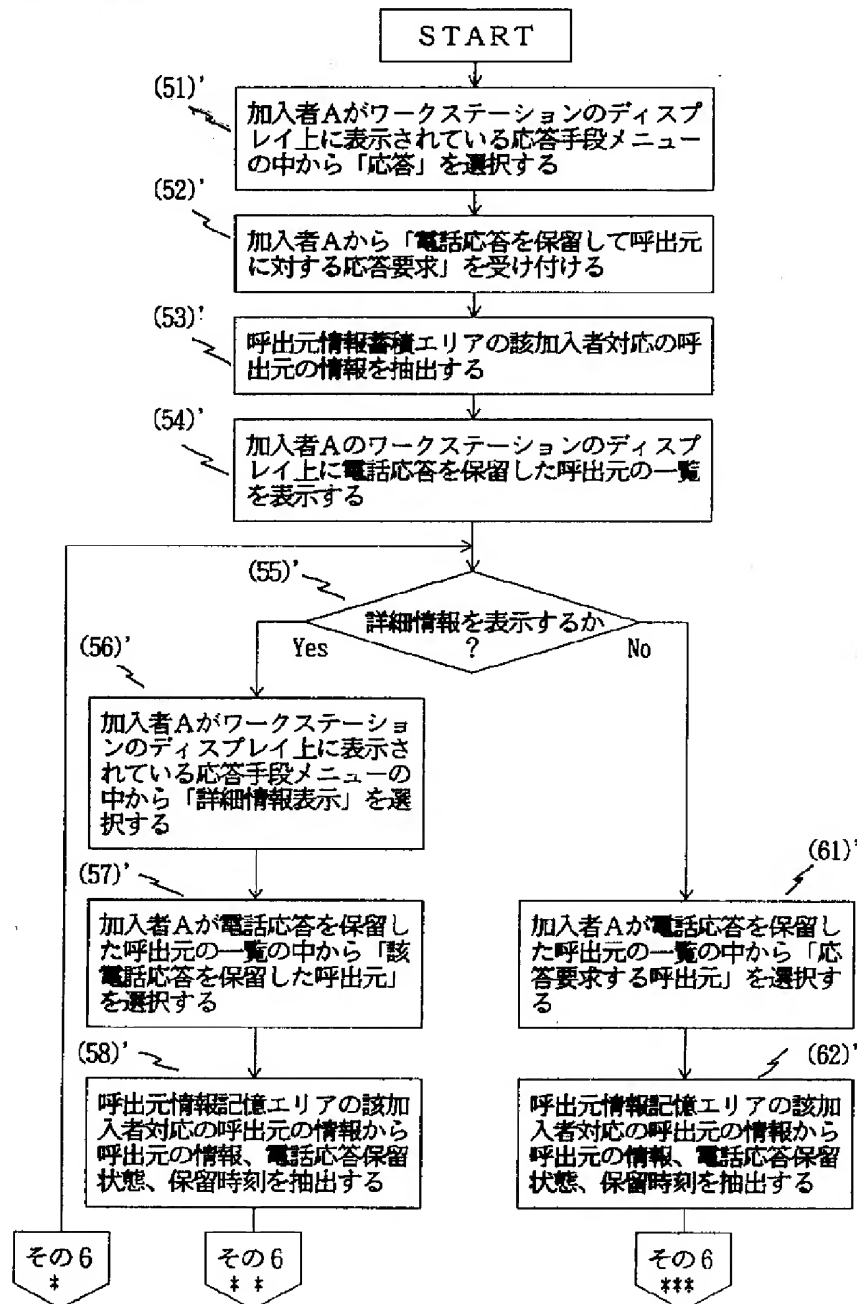 START
(51)'
加入者Aがワークステーションのディスプ
レイ上に表示されている応答手段メニュー
の中から「応答」を選択する
(52)'
加入者Aから「電話応答を保留して呼出元
に対する応答要求」を受け付ける
(53)'
呼出元情報蓄積エリアの該加入者対応の呼
出元の情報を抽出する
(54)'
加入者Aのワークステーションのディスプ
レイ上に電話応答を保留した呼出元の一覧
を表示する
(55)'
詳細情報を表示するか
?
Yes
No
(56)'
加入者Aがワークステーショ
ンのディスプレイ上に表示さ
れている応答手段メニューの
中から「詳細情報表示」を選
択する
(57)'
加入者Aが電話応答を保留し
た呼出元の一覧の中から「該
電話応答を保留した呼出元」
を選択する
(58)'
呼出元情報記憶エリアの該加
入者対応の呼出元の情報から
呼出元の情報、電話応答保留
状態、保留時刻を抽出する
(61)'
加入者Aが電話応答を保留し
た呼出元の一覧の中から「応
答要求する呼出元」を選択す
る
(62)'
呼出元情報記憶エリアの該加
入者対応の呼出元の情報から
呼出元の情報、電話応答保留
状態、保留時刻を抽出する
その6
*
その6
* *
その6
***